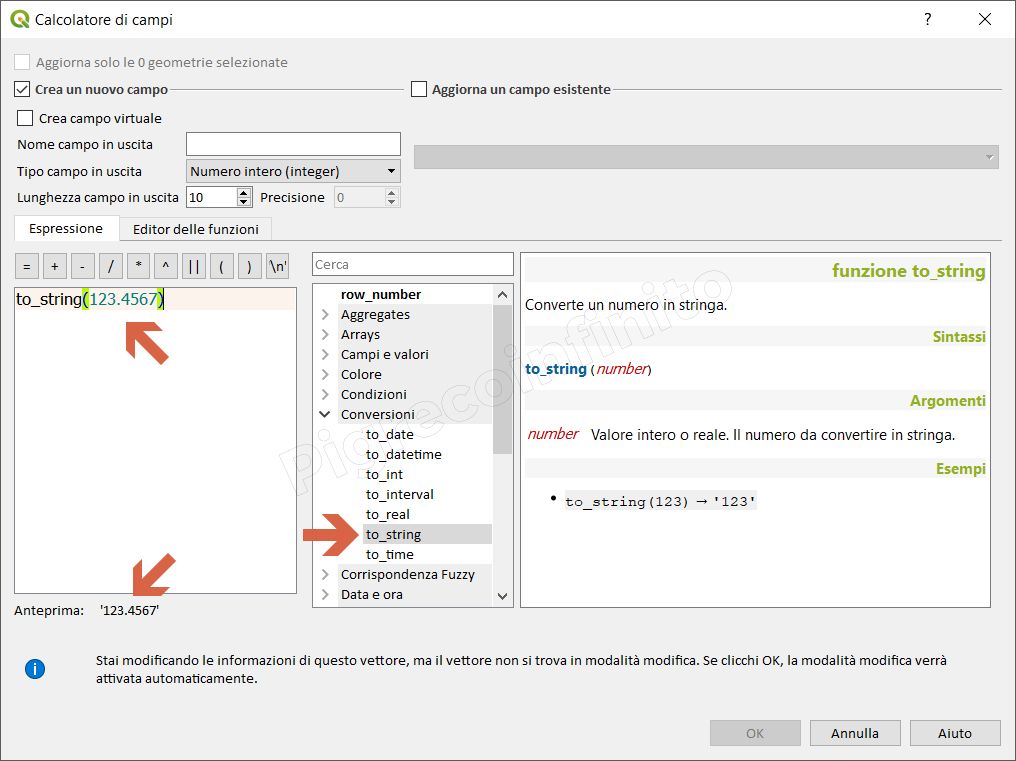 Calcolatore di campi
?
Aggiorna solo le 0 geometrie selezionate
Crea un nuovo campo
Aggiorna un campo esistente
Crea campo virtuale
Nome campo in uscita
Tipo campo in uscita Numero intero (integer)
Lunghezza campo in uscita 10 Precisione 0
Espressione Editor delle funzioni
= + - / * ^ || ( ) '\n'
to_string(123.4567)
Anteprima: '123.4567'
Cerca
row_number
Aggregates
Arrays
Campi e valori
Colore
Condizioni
Conversioni
to_date
to_datetime
to_int
to_interval
to_real
to_string
to_time
Corrispondenza Fuzzy
Data e ora
funzione to_string
Converte un numero in stringa.
Sintassi
to_string (number)
Argomenti
number Valore intero o reale. Il numero da convertire in stringa.
Esempi
• to_string(123) → '123'
Pigrecoinfinito
Stai modificando le informazioni di questo vettore, ma il vettore non si trova in modalità modifica. Se clicchi OK, la modalità modifica verrà
attivata automaticamente.
OK Annulla Aiuto